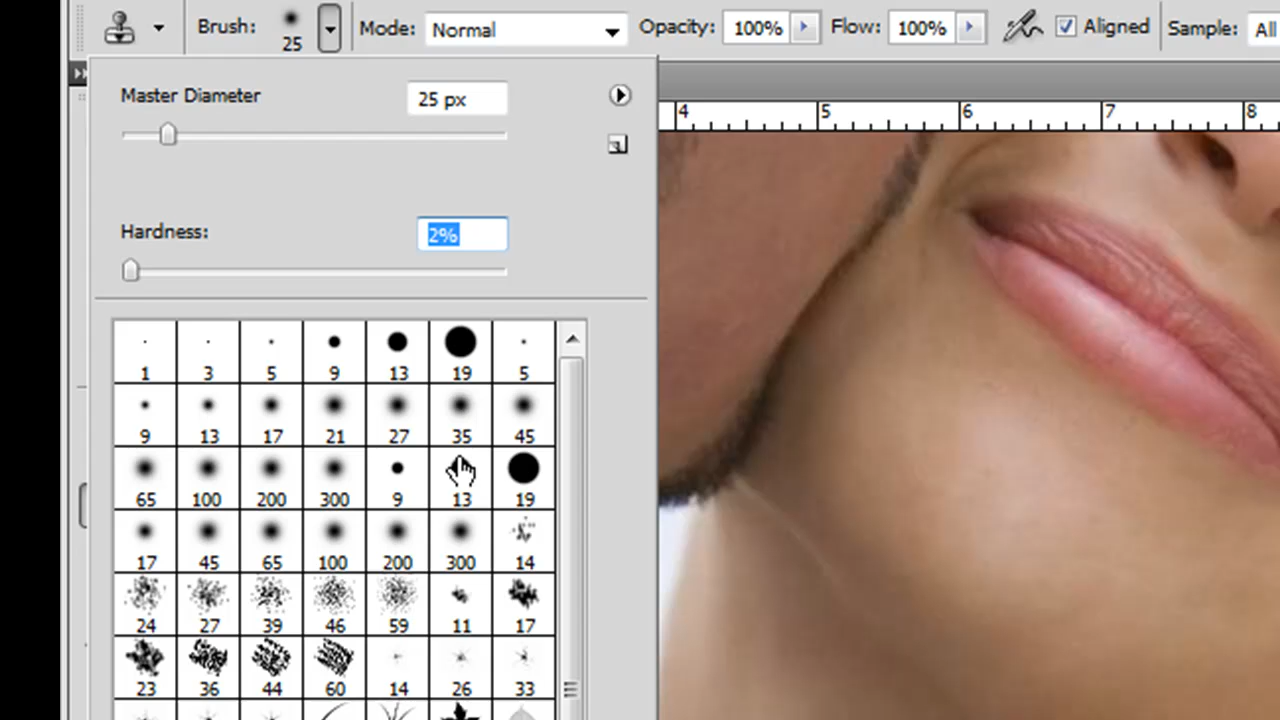 Brush: 25 Mode: Normal Opacity: 100% Flow: 100% Aligned Sample: All
Master Diameter 25 px
4 5 6 7 8
Hardness: 2%
1 3 5 9 13 19 5
9 13 17 21 27 35 45
65 100 200 300 9 13 19
17 45 65 100 200 300 14
24 27 39 46 59 11 17
23 36 44 60 14 26 33